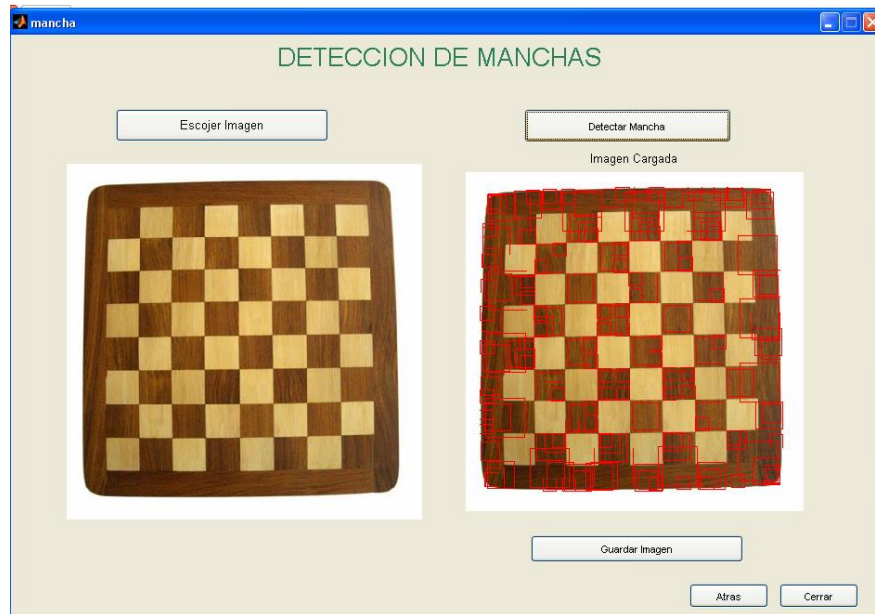 mancha
DETECCION DE MANCHAS
Escojer Imagen
Detectar Mancha
Imagen Cargada
Guardar Imagen
Atras
Cerrar